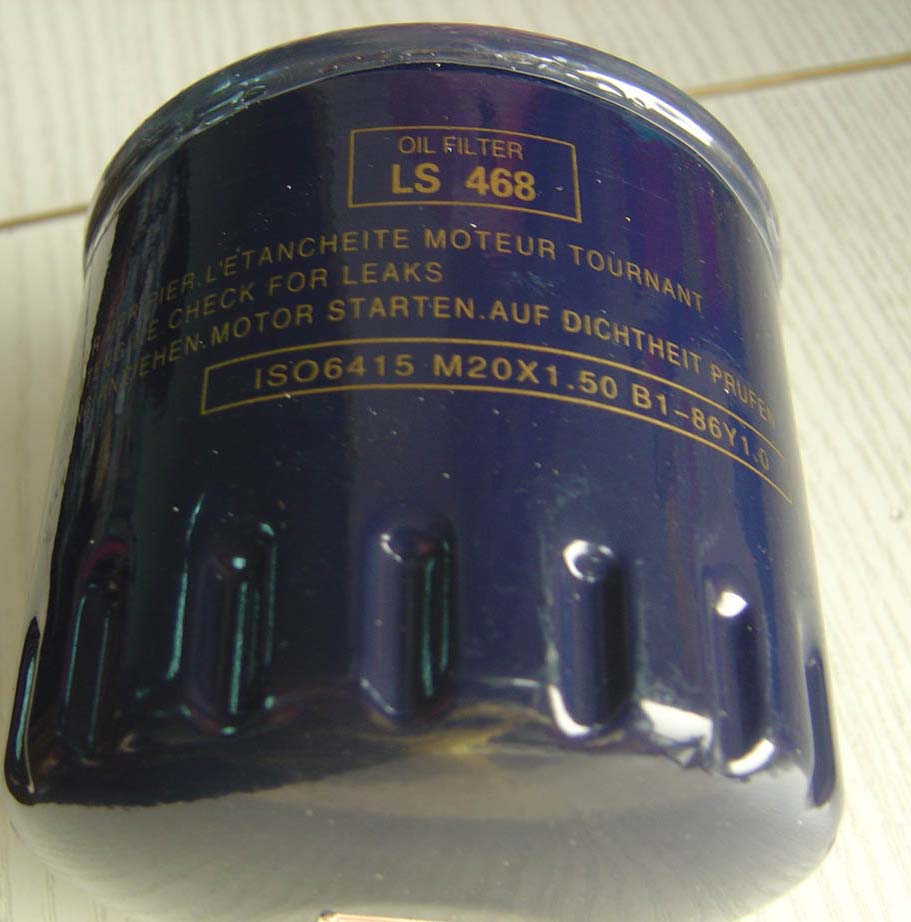 OIL FILTER
LS 468
L'ETANCHEITE MOTEUR TOURNANT
CHECK FOR LEAKS
MOTOR STARTEN.AUF DICHTHEIT PRUFEN
ISO6415 M20X1.50 B1-86Y1.0